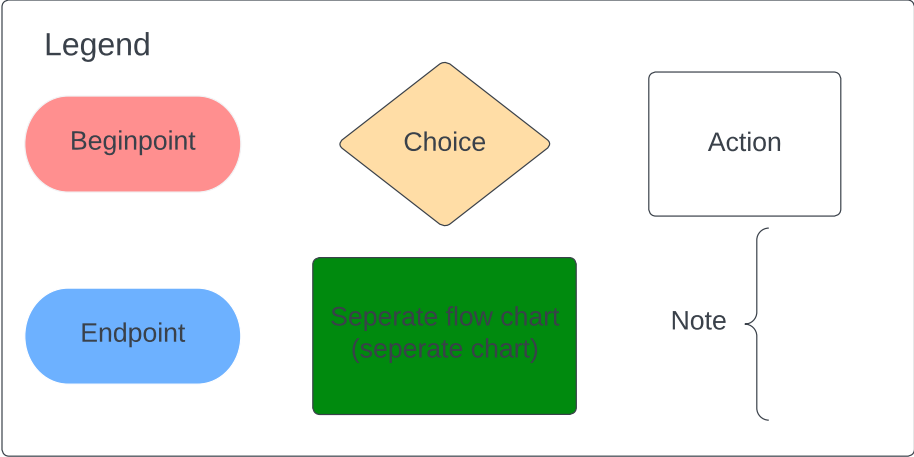 Legend
Beginpoint
Choice
Action
Endpoint
Seperate flow chart
(seperate chart)
Note